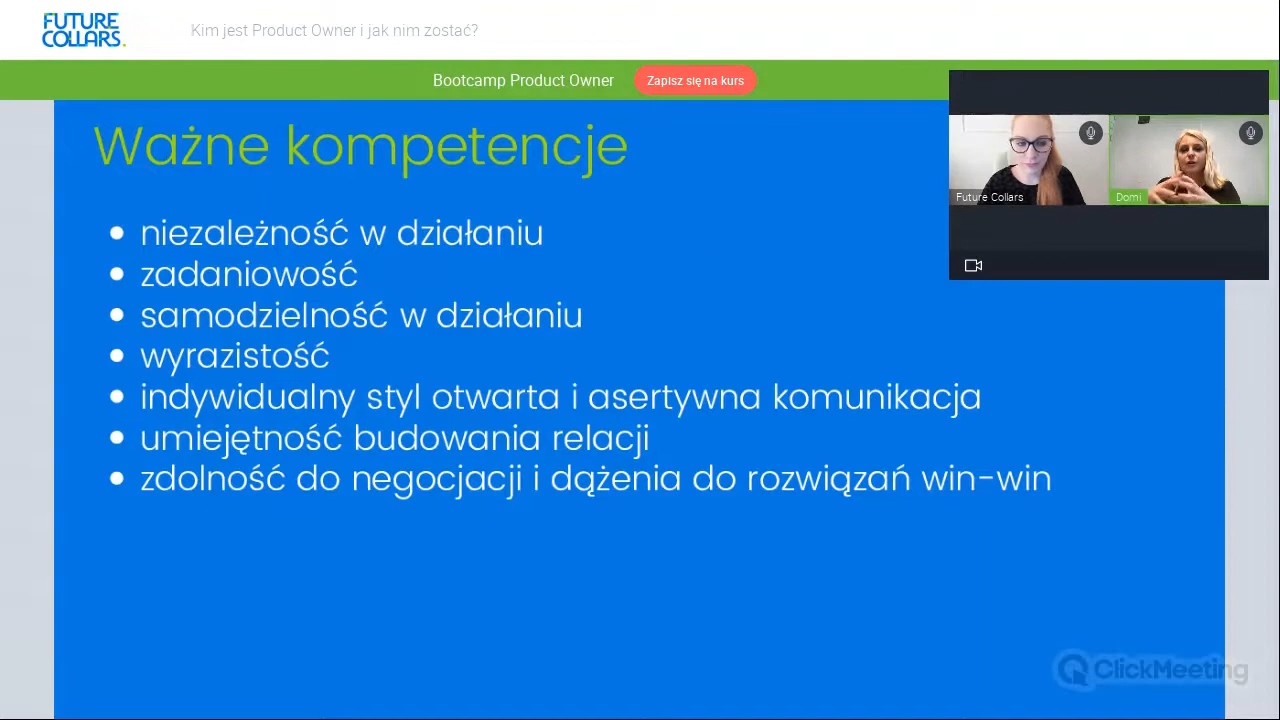 FUTURE
COLLARS.
Kim jest Product Owner i jak nim zostać?
Bootcamp Product Owner
Zapisz się na kurs
Ważne kompetencje
Future Collars
Domi
niezależność w działaniu
zadaniowość
samodzielność w działaniu
wyrazistość
indywidualny styl otwarta i asertywna komunikacja
umiejętność budowania relacji
zdolność do negocjacji i dążenia do rozwiązań win-win
ClickMeeting